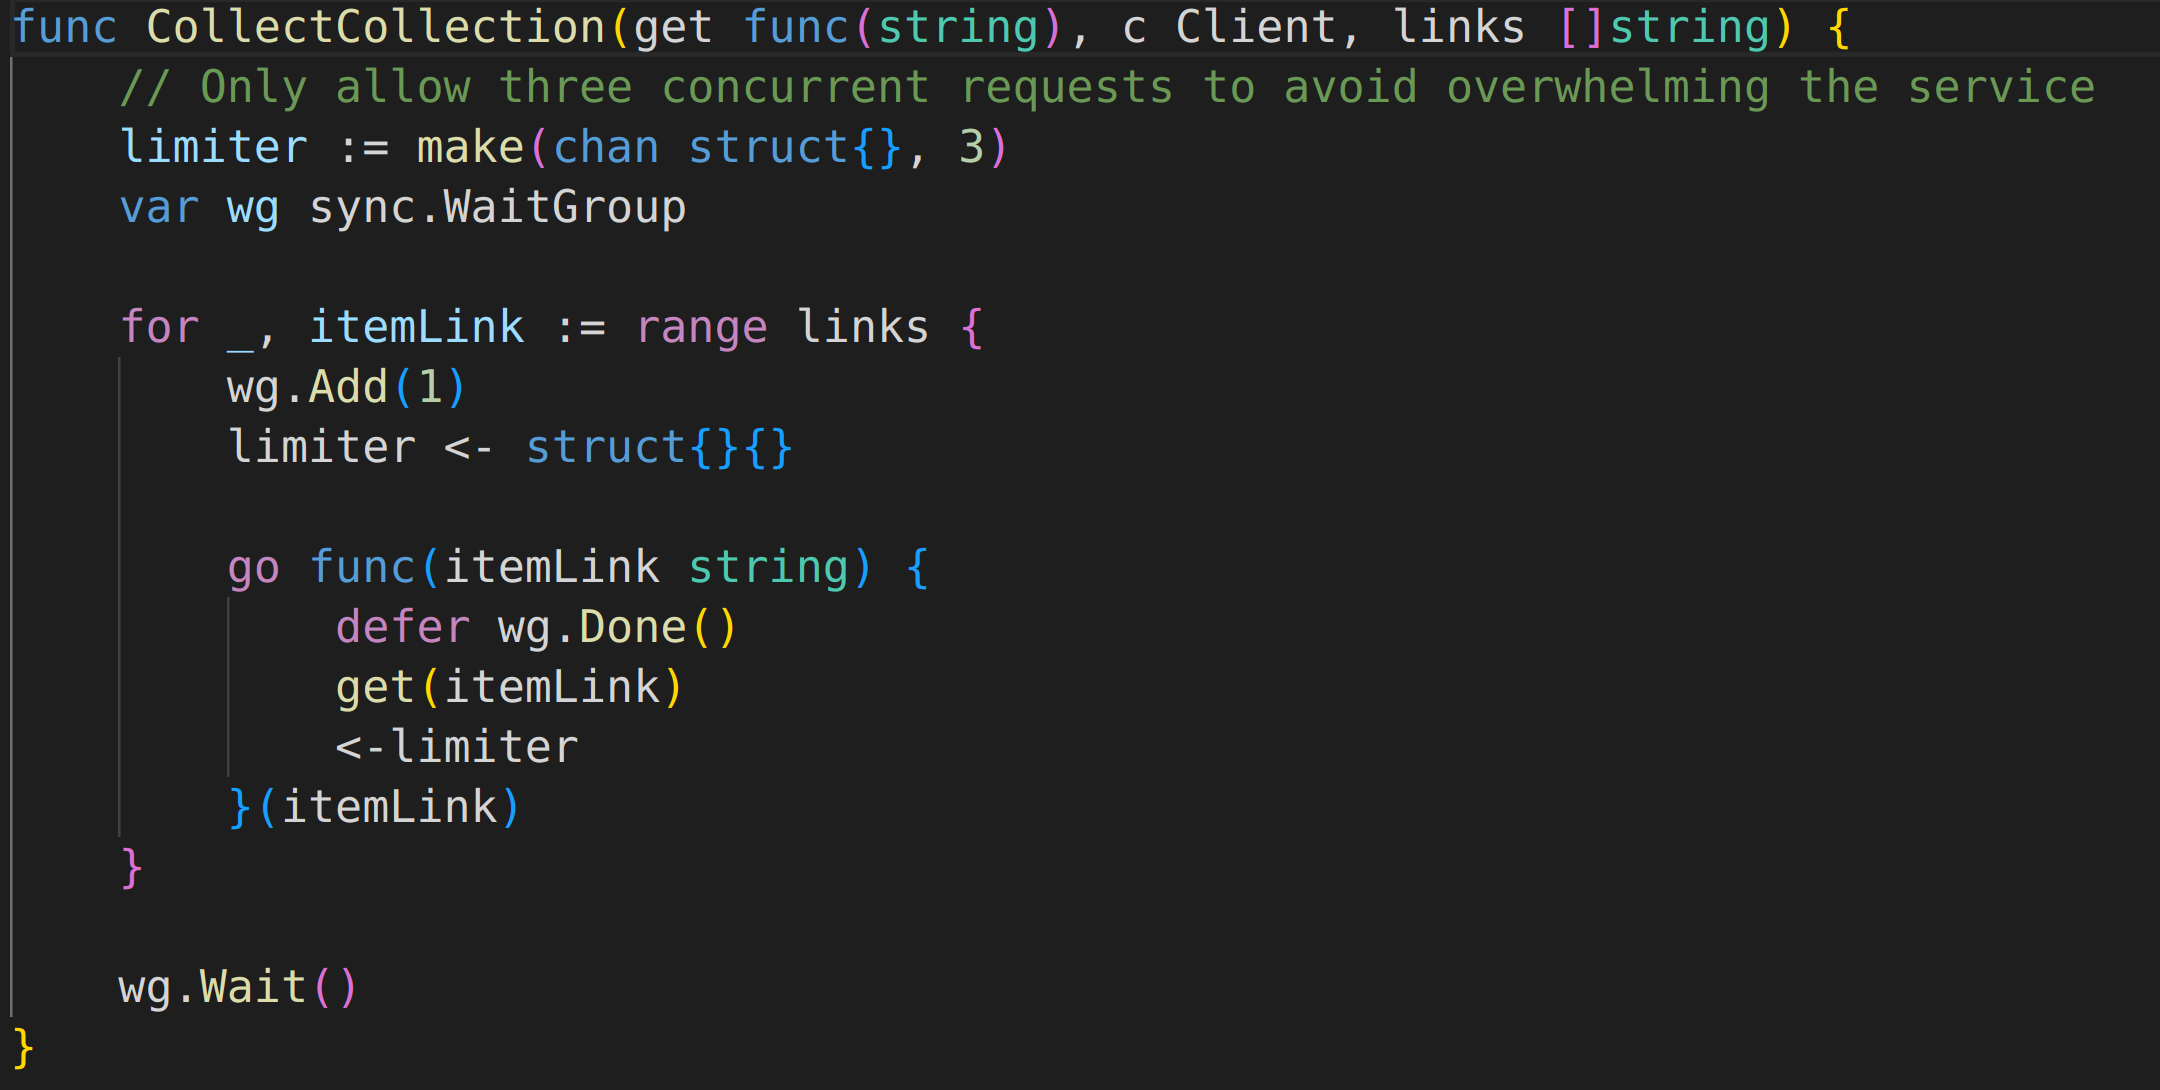 func CollectCollection(get func(string), c Client, links []string) {
    // Only allow three concurrent requests to avoid overwhelming the service
    limiter := make(chan struct{}, 3)
    var wg sync.WaitGroup

    for _, itemLink := range links {
        wg.Add(1)
        limiter <- struct{}{}

        go func(itemLink string) {
            defer wg.Done()
            get(itemLink)
            <-limiter
        }(itemLink)
    }

    wg.Wait()
}